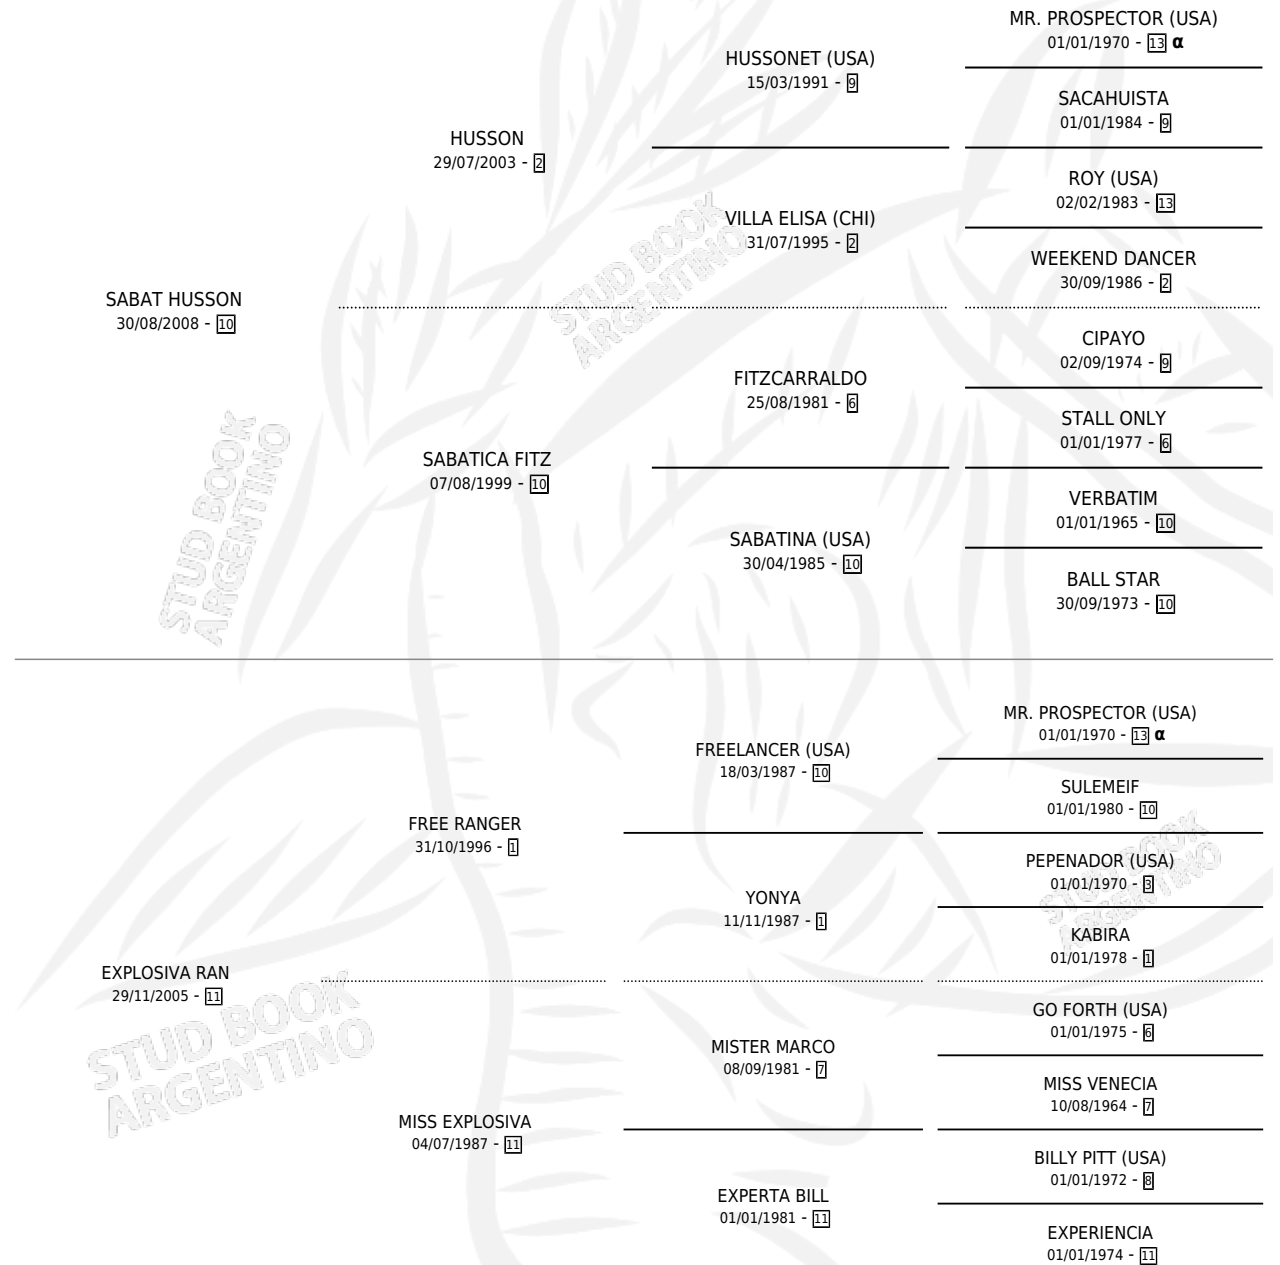 MR. PROSPECTOR (USA)
01/01/1970 - 13 α
HUSSONET (USA)
15/03/1991 - 9
SACAHUISTA
01/01/1984 - 9
HUSSON
29/07/2003 - 2
ROY (USA)
02/02/1983 - 13
VILLA ELISA (CHI)
31/07/1995 - 2
WEEKEND DANCER
30/09/1986 - 2
SABAT HUSSON
30/08/2008 - 10
CIPAYO
02/09/1974 - 9
FITZCARRALDO
25/08/1981 - 6
STALL ONLY
01/01/1977 - 6
SABATICA FITZ
07/08/1999 - 10
VERBATIM
01/01/1965 - 10
SABATINA (USA)
30/04/1985 - 10
BALL STAR
30/09/1973 - 10
STUD BOOK
ARGENTINO
STUD BOOK
ARGENTINO
MR. PROSPECTOR (USA)
01/01/1970 - 13 α
FREELANCER (USA)
18/03/1987 - 10
SULEMEIF
01/01/1980 - 10
FREE RANGER
31/10/1996 - 1
PEPENADOR (USA)
01/01/1970 - 3
YONYA
11/11/1987 - 1
KABIRA
01/01/1978 - 1
EXPLOSIVA RAN
29/11/2005 - 11
GO FORTH (USA)
01/01/1975 - 6
MISTER MARCO
08/09/1981 - 7
MISS VENECIA
10/08/1964 - 7
MISS EXPLOSIVA
04/07/1987 - 11
BILLY PITT (USA)
01/01/1972 - 8
EXPERTA BILL
01/01/1981 - 11
EXPERIENCIA
01/01/1974 - 11
STUD BOOK
ARGENTINO
STUD BOOK
ARGENTINO